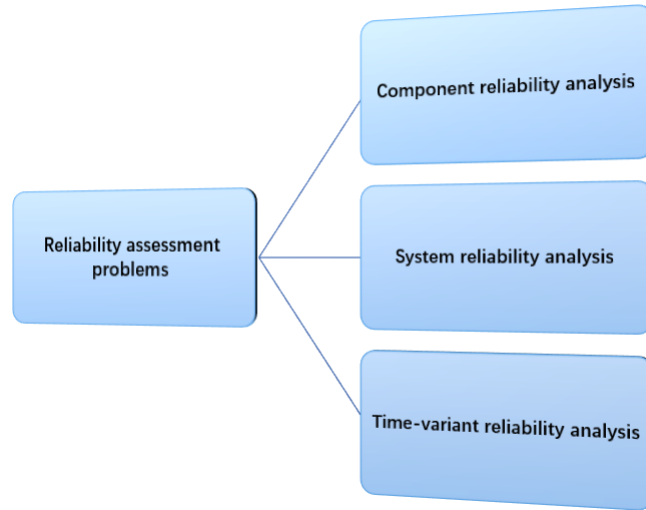 Component reliability analysis
Reliability assessment
problems
System reliability analysis
Time-variant reliability analysis